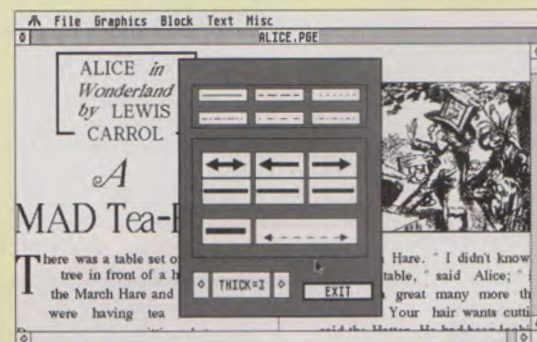 File Graphics Block Text Misc
ALICE.PGE
ALICE in
Wonderland
by LEWIS
CARROL
A
MAD Tea-
There was a table set
tree in front of a h
the March Hare and
were having tea
THICK=3
EXIT
Hare. " I didn't know
table, " said Alice; "
great many more th
Your hair wants cutti